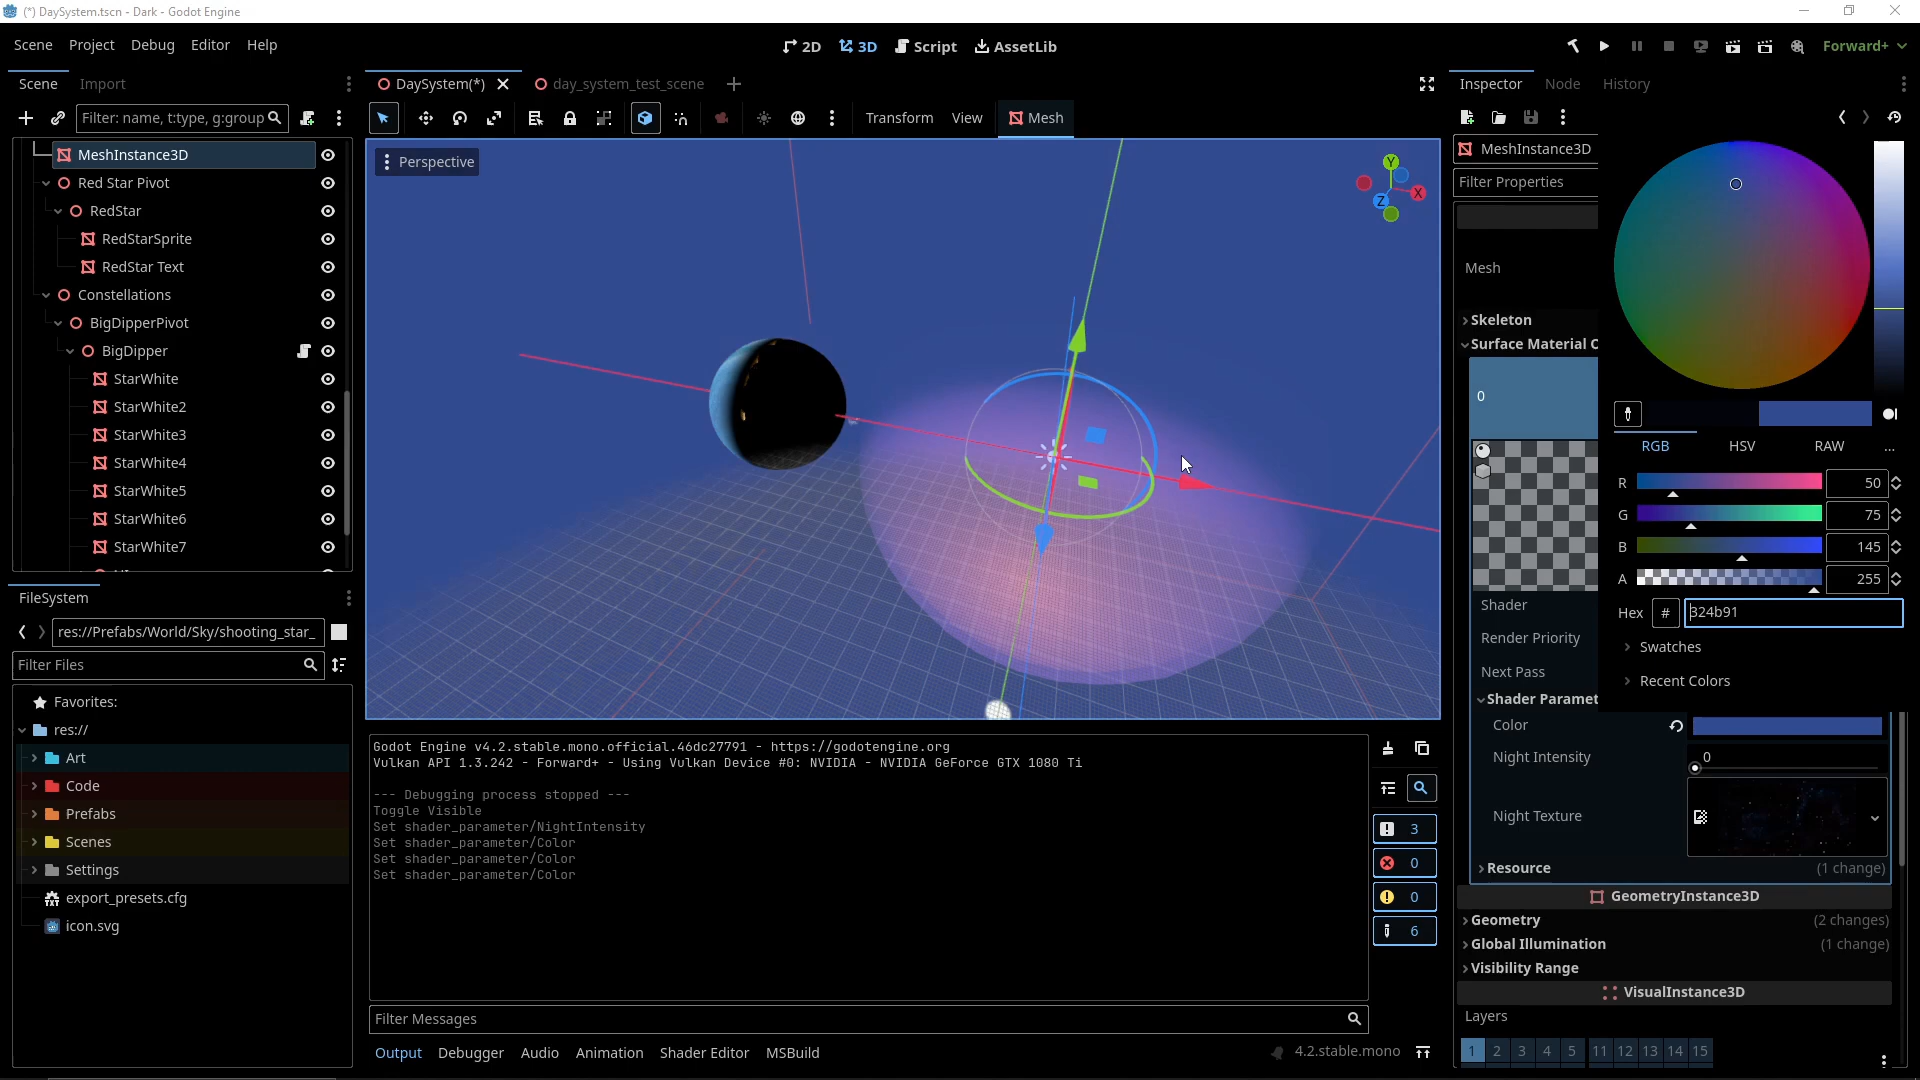 (*) DaySystem.tscn - Dark - Godot Engine
Scene Project Debug Editor Help
2D 3D Script AssetLib
Forward+
Scene Import
DaySystem(*) day_system_test_scene
Inspector Node History
Filter: name, t:type, g:group
Transform View Mesh
MeshInstance3D
Red Star Pivot
RedStar
RedStarSprite
RedStar Text
Constellations
BigDipperPivot
BigDipper
StarWhite
StarWhite2
StarWhite3
StarWhite4
StarWhite5
StarWhite6
StarWhite7
Perspective
Y
X
Z
MeshInstance3D
Filter Properties
Mesh
Skeleton
Surface Material O
0
RGB HSV RAW ...
R 50
G 75
B 145
A 255
Hex # 324b91
Swatches
Recent Colors
Shader
Render Priority
Next Pass
Shader Paramet
Color
Night Intensity 0
Night Texture
Resource (1 change)
GeometryInstance3D
Geometry (2 changes)
Global Illumination (1 change)
Visibility Range
VisualInstance3D
Layers
1 2 3 4 5 11 12 13 14 15
FileSystem
res://Prefabs/World/Sky/shooting_star_
Filter Files
Favorites:
res://
Art
Code
Prefabs
Scenes
Settings
export_presets.cfg
icon.svg
Godot Engine v4.2.stable.mono.official.46dc27791 - https://godotengine.org
Vulkan API 1.3.242 - Forward+ - Using Vulkan Device #0: NVIDIA - NVIDIA GeForce GTX 1080 Ti
--- Debugging process stopped ---
Toggle Visible
Set shader_parameter/NightIntensity
Set shader_parameter/Color
Set shader_parameter/Color
Set shader_parameter/Color
3
0
0
6
Filter Messages
Output Debugger Audio Animation Shader Editor MSBuild
4.2.stable.mono